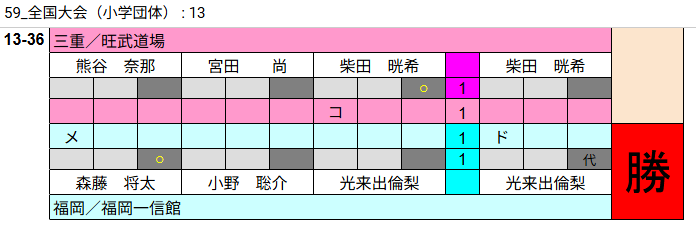 59_全国大会（小学団体） : 13
13-36 三重／旺武道場
熊谷　奈那 宮田　尚 柴田　晄希 柴田　晄希
○ 1
コ 1
メ 1 ド
○ 1 代
森藤　将太 小野　聡介 光来出倫梨 光来出倫梨
福岡／福岡一信館
勝